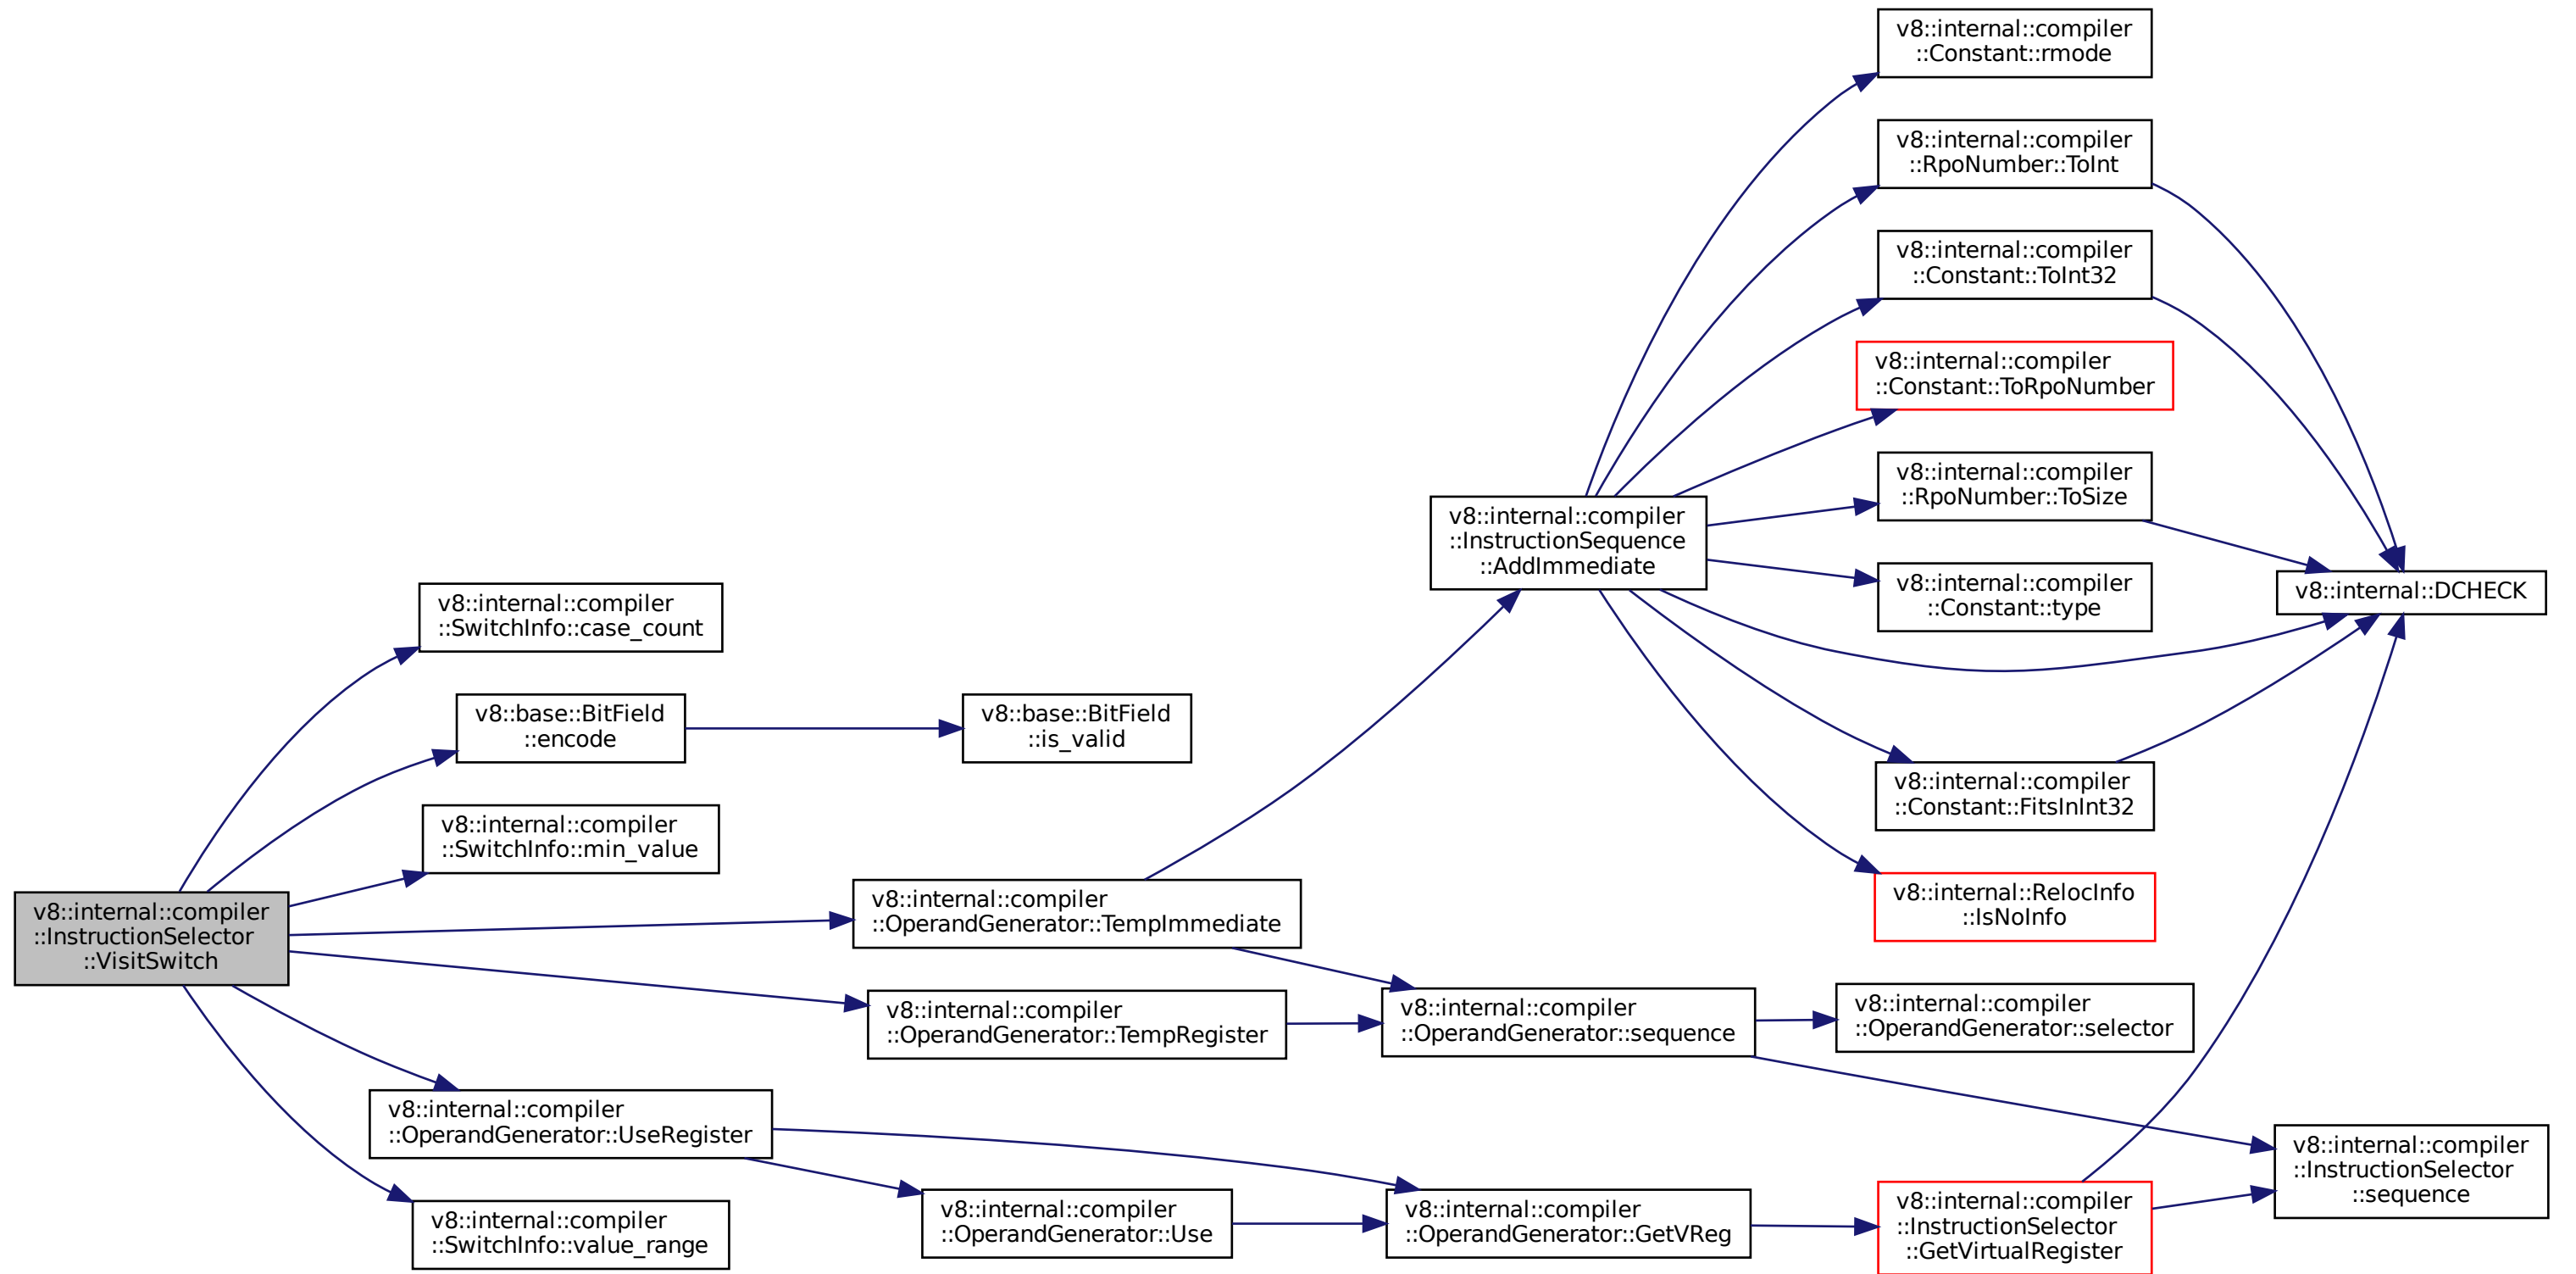 v8::internal::compiler
::Constant::rmode
v8::internal::compiler
::RpoNumber::ToInt
v8::internal::compiler
::Constant::ToInt32
v8::internal::compiler
::Constant::ToRpoNumber
v8::internal::compiler
::RpoNumber::ToSize
v8::internal::compiler
::InstructionSequence
::AddImmediate
v8::internal::compiler
::Constant::type
v8::internal::DCHECK
v8::internal::compiler
::SwitchInfo::case_count
v8::base::BitField
::encode
v8::base::BitField
::is_valid
v8::internal::compiler
::Constant::FitsInInt32
v8::internal::compiler
::SwitchInfo::min_value
v8::internal::compiler
::InstructionSelector
::VisitSwitch
v8::internal::compiler
::OperandGenerator::TempImmediate
v8::internal::RelocInfo
::IsNoInfo
v8::internal::compiler
::OperandGenerator::TempRegister
v8::internal::compiler
::OperandGenerator::sequence
v8::internal::compiler
::OperandGenerator::selector
v8::internal::compiler
::OperandGenerator::UseRegister
v8::internal::compiler
::InstructionSelector
::sequence
v8::internal::compiler
::SwitchInfo::value_range
v8::internal::compiler
::OperandGenerator::Use
v8::internal::compiler
::OperandGenerator::GetVReg
v8::internal::compiler
::InstructionSelector
::GetVirtualRegister